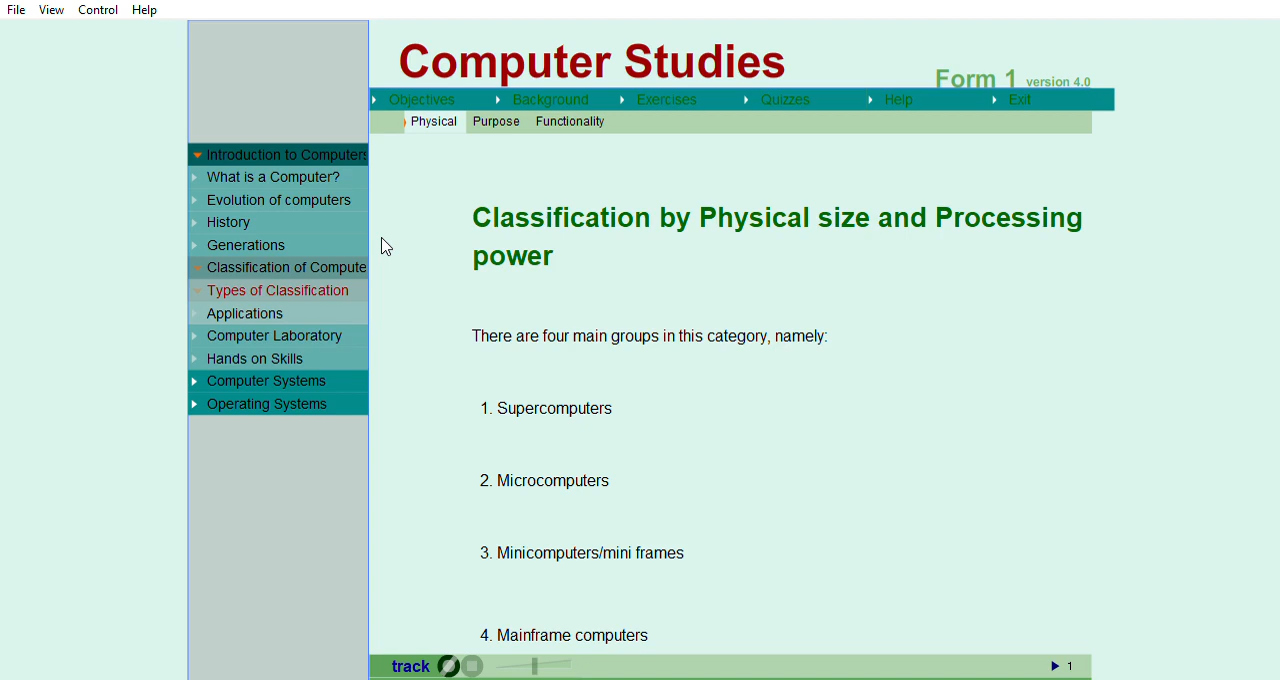 File View Control Help
Computer Studies
Form 1 version 4.0
Objectives Background Exercises Quizzes Help Exit
Physical Purpose Functionality
Introduction to Computers
What is a Computer?
Evolution of computers
History
Generations
Classification of Compute
Types of Classification
Applications
Computer Laboratory
Hands on Skills
Computer Systems
Operating Systems
Classification by Physical size and Processing
power
There are four main groups in this category, namely:
1. Supercomputers
2. Microcomputers
3. Minicomputers/mini frames
4. Mainframe computers
track 1